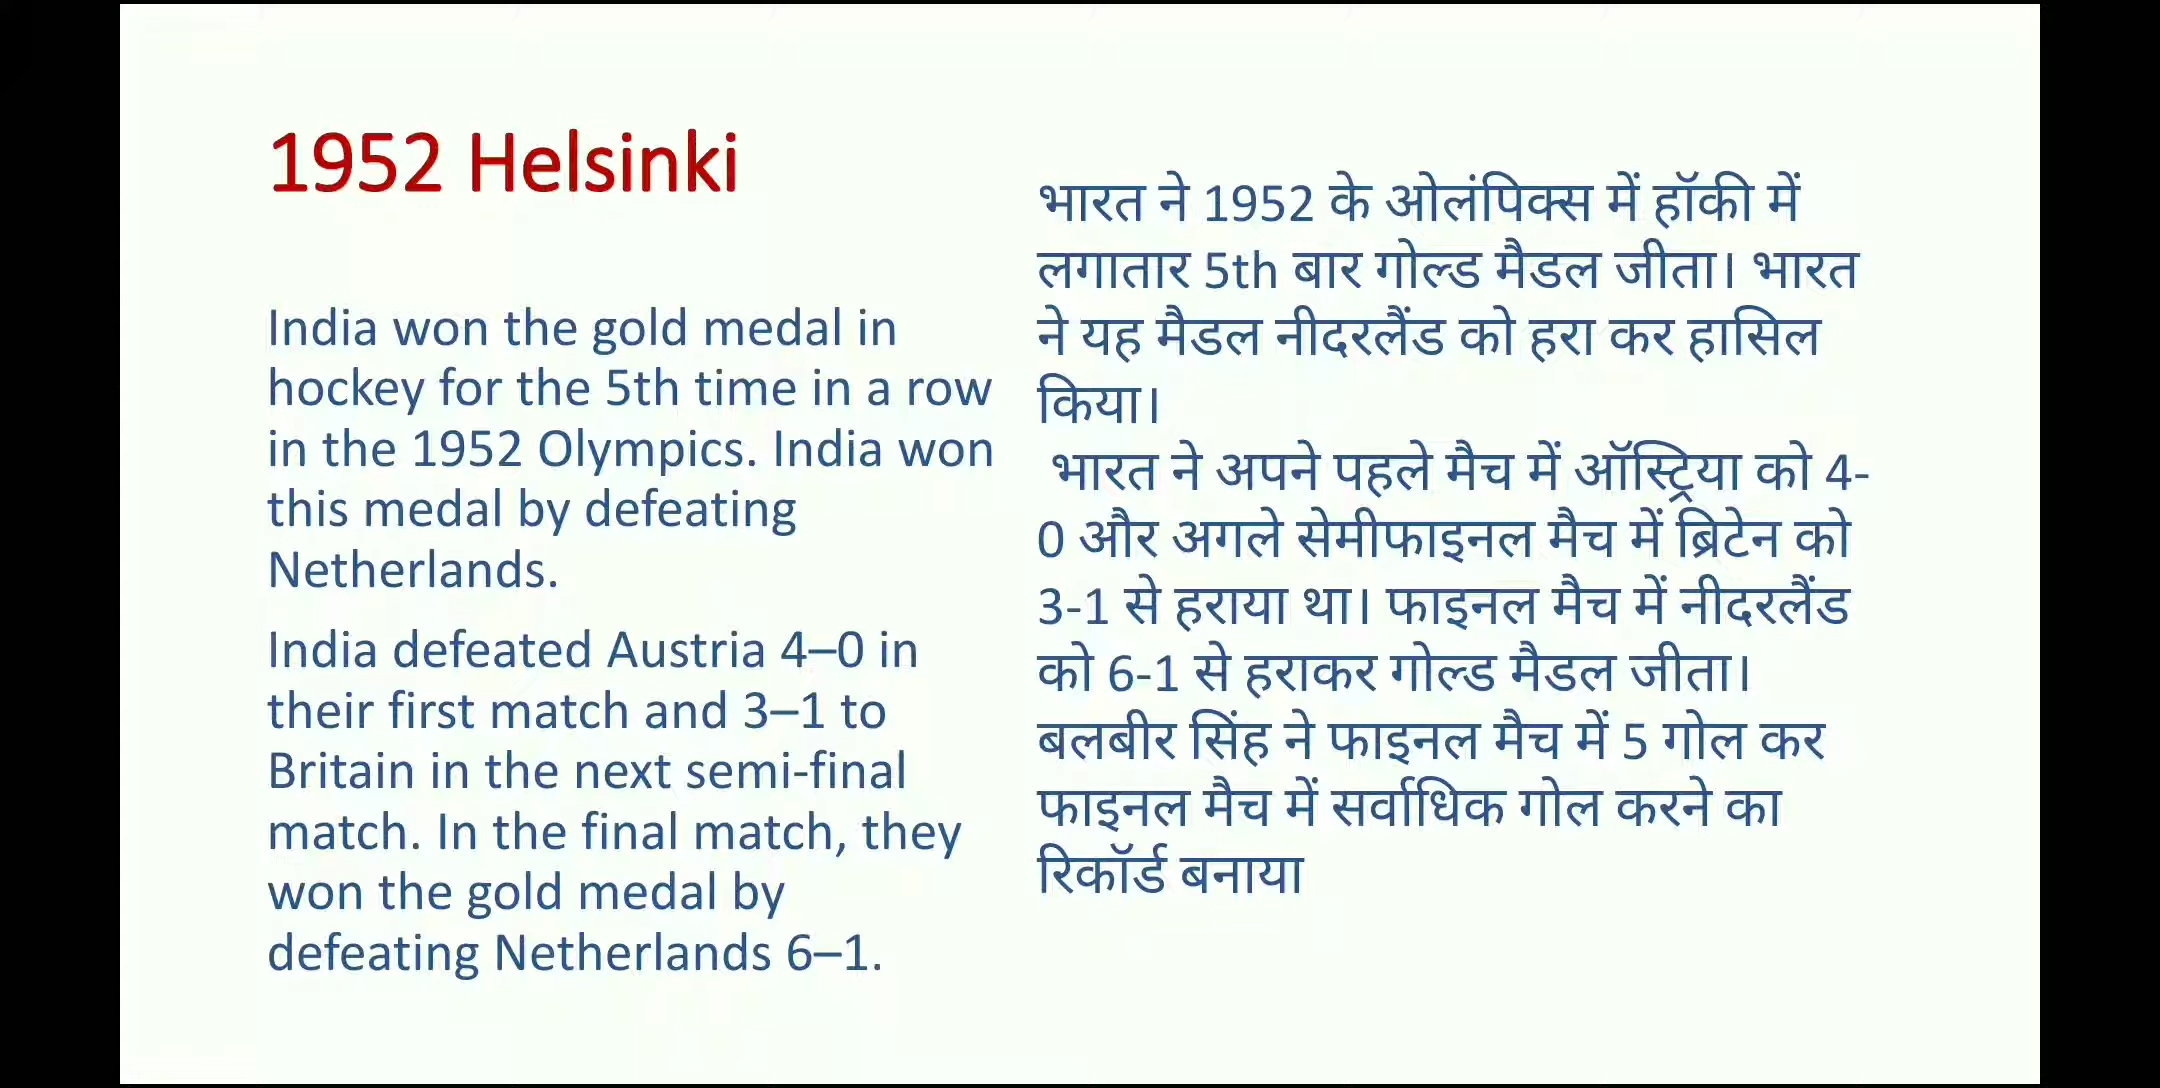 1952 Helsinki
India won the gold medal in
hockey for the 5th time in a row
in the 1952 Olympics. India won
this medal by defeating
Netherlands.
India defeated Austria 4–0 in
their first match and 3–1 to
Britain in the next semi-final
match. In the final match, they
won the gold medal by
defeating Netherlands 6–1.
भारत ने 1952 के ओलंपिक्स में हॉकी में
लगातार 5th बार गोल्ड मैडल जीता। भारत
ने यह मैडल नीदरलैंड को हरा कर हासिल
किया।
भारत ने अपने पहले मैच में ऑस्ट्रिया को 4-
0 और अगले सेमीफाइनल मैच में ब्रिटेन को
3-1 से हराया था। फाइनल मैच में नीदरलैंड
को 6-1 से हराकर गोल्ड मैडल जीता।
बलबीर सिंह ने फाइनल मैच में 5 गोल कर
फाइनल मैच में सर्वाधिक गोल करने का
रिकॉर्ड बनाया